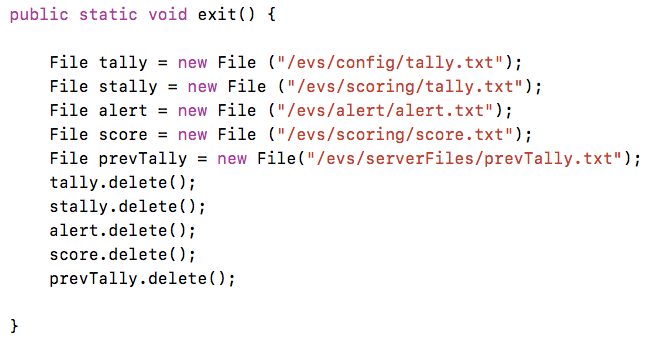 public static void exit() {
File tally = new File ("/evs/config/tally.txt");
File stally = new File ("/evs/scoring/tally.txt");
File alert = new File ("/evs/alert/alert.txt");
File score = new File ("/evs/scoring/score.txt");
File prevTally = new File("/evs/serverFiles/prevTally.txt");
tally.delete();
stally.delete();
alert.delete();
score.delete();
prevTally.delete();
}